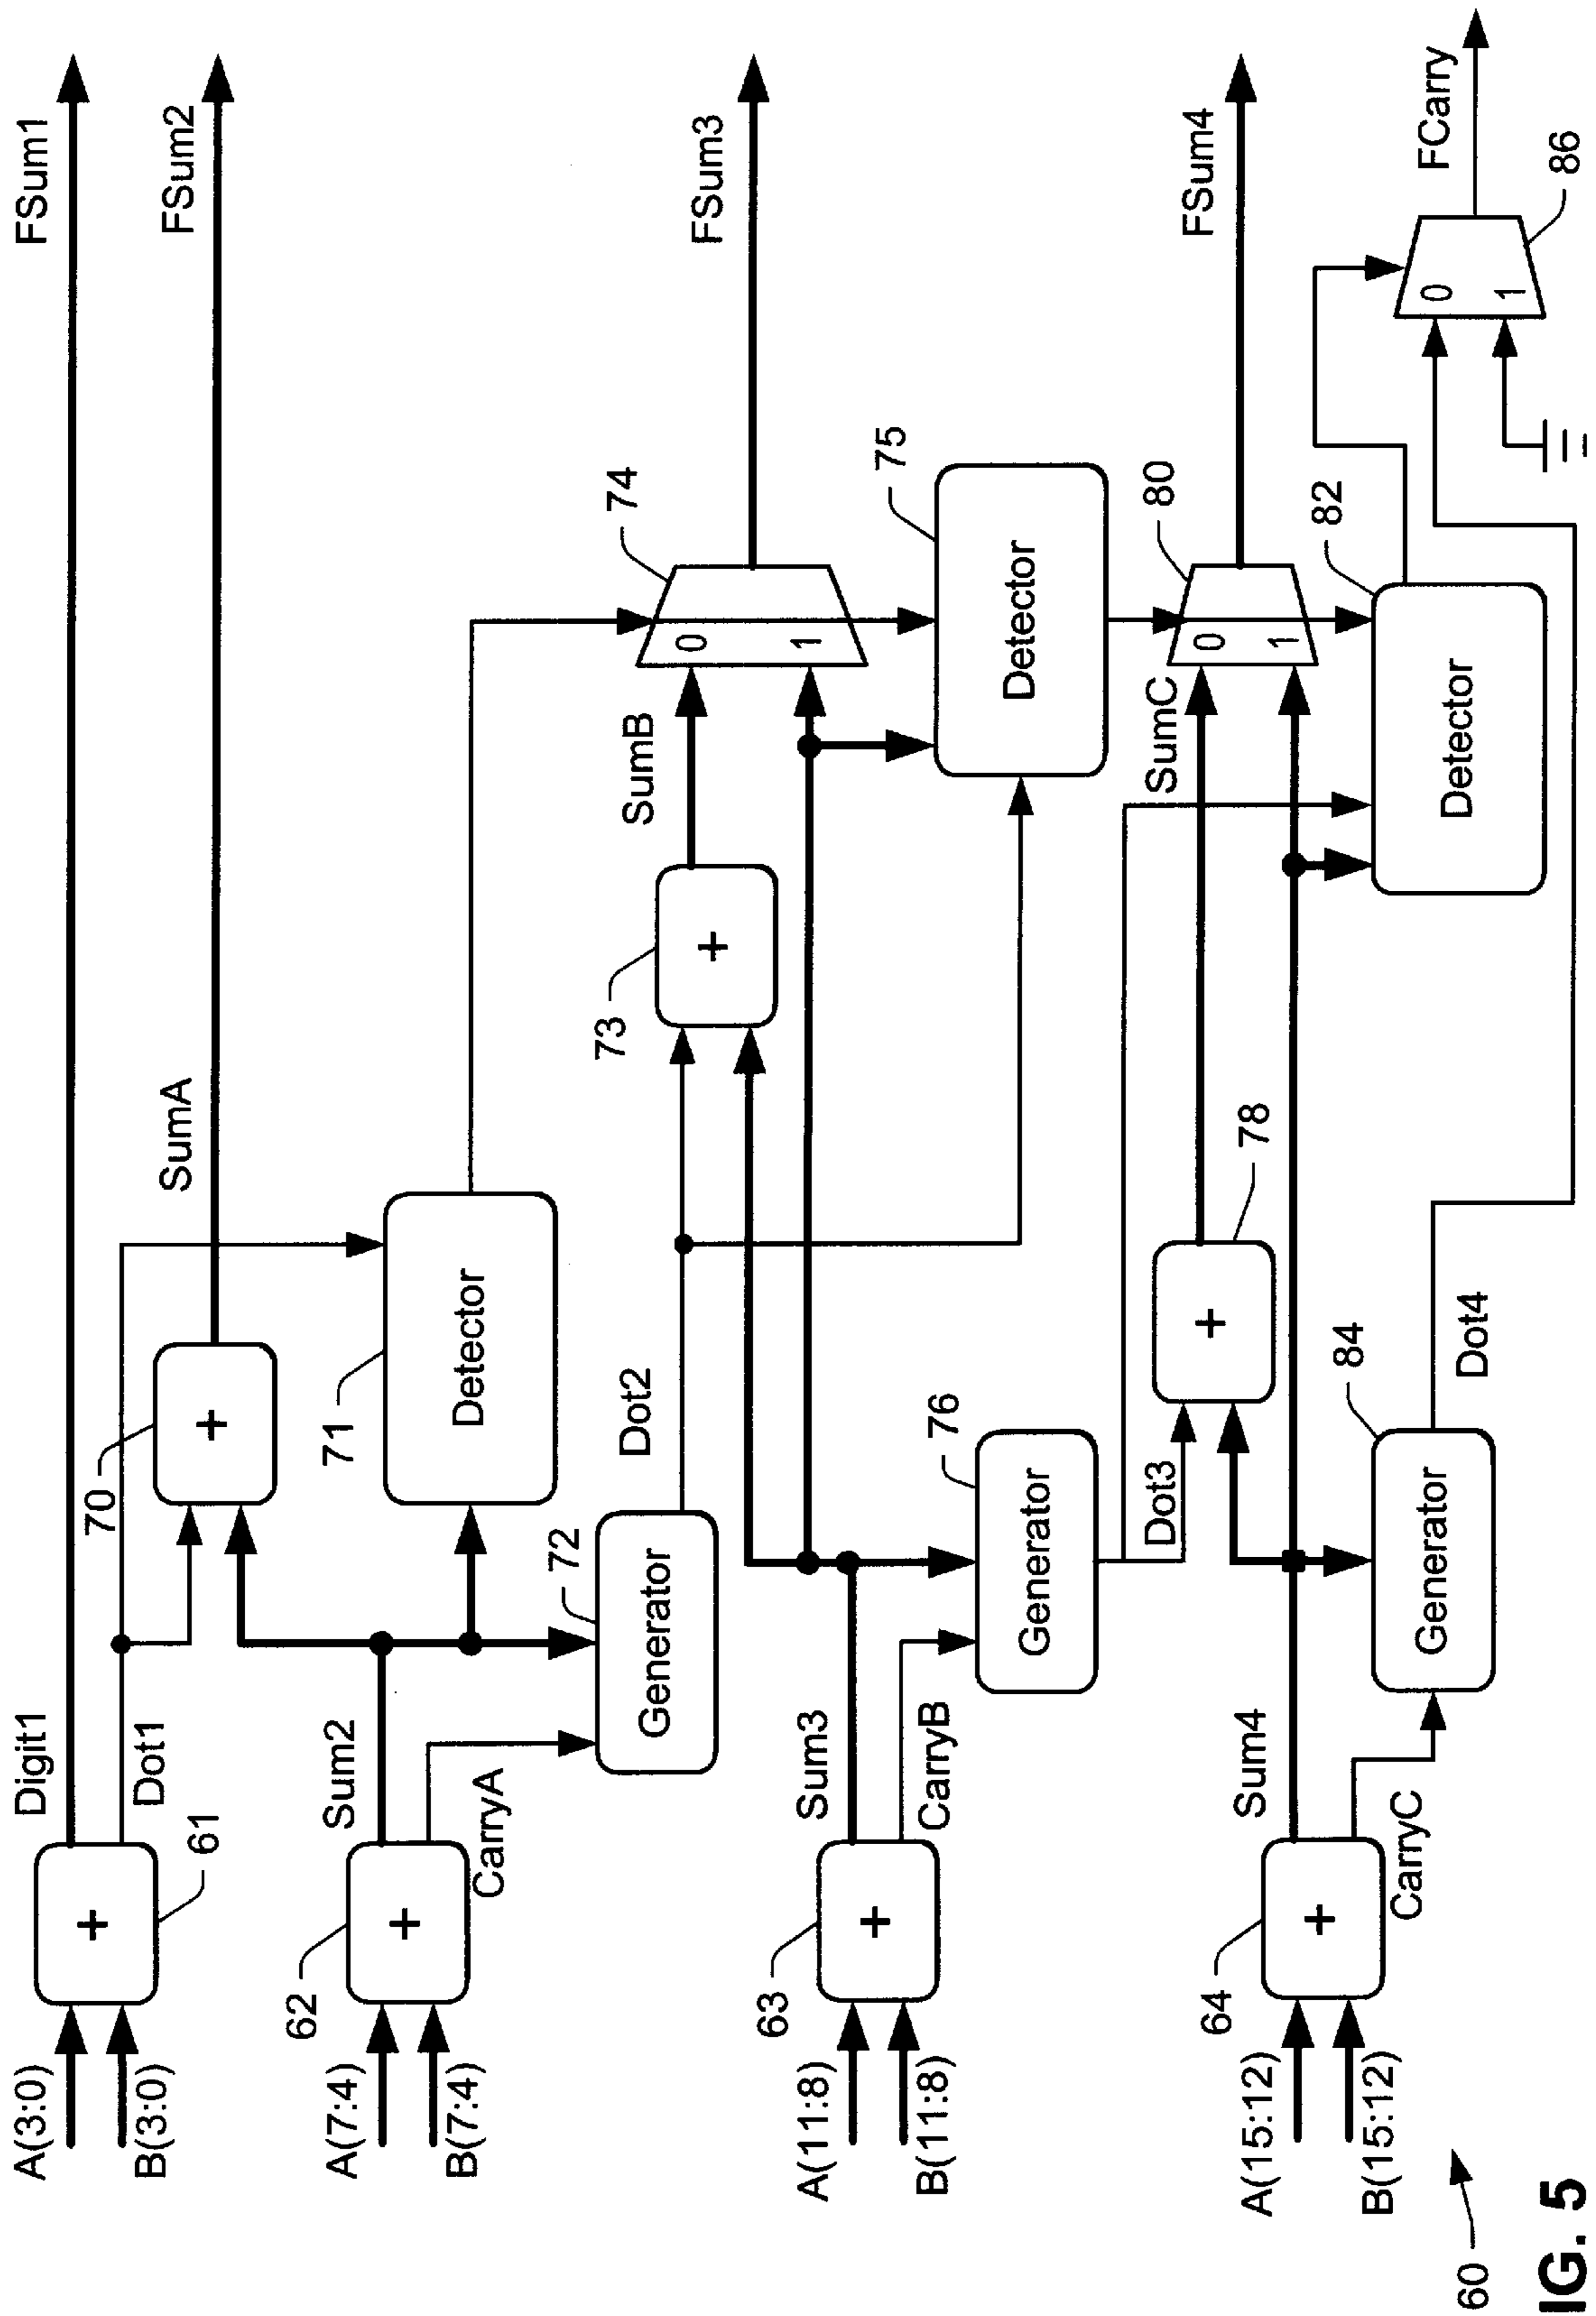 A(3:0)
B(3:0)
+
61
Digit1
Dot1
FSum1
70
+
SumA
FSum2
A(7:4)
B(7:4)
62
+
Sum2
CarryA
71
Detector
72
Generator
Dot2
73
+
SumB
74
0
1
FSum3
75
Detector
A(11:8)
B(11:8)
63
+
Sum3
CarryB
76
Generator
Dot3
78
+
SumC
80
0
1
FSum4
82
Detector
A(15:12)
B(15:12)
64
+
Sum4
CarryC
84
Generator
Dot4
0
1
86
FCarry
60
IG. 5